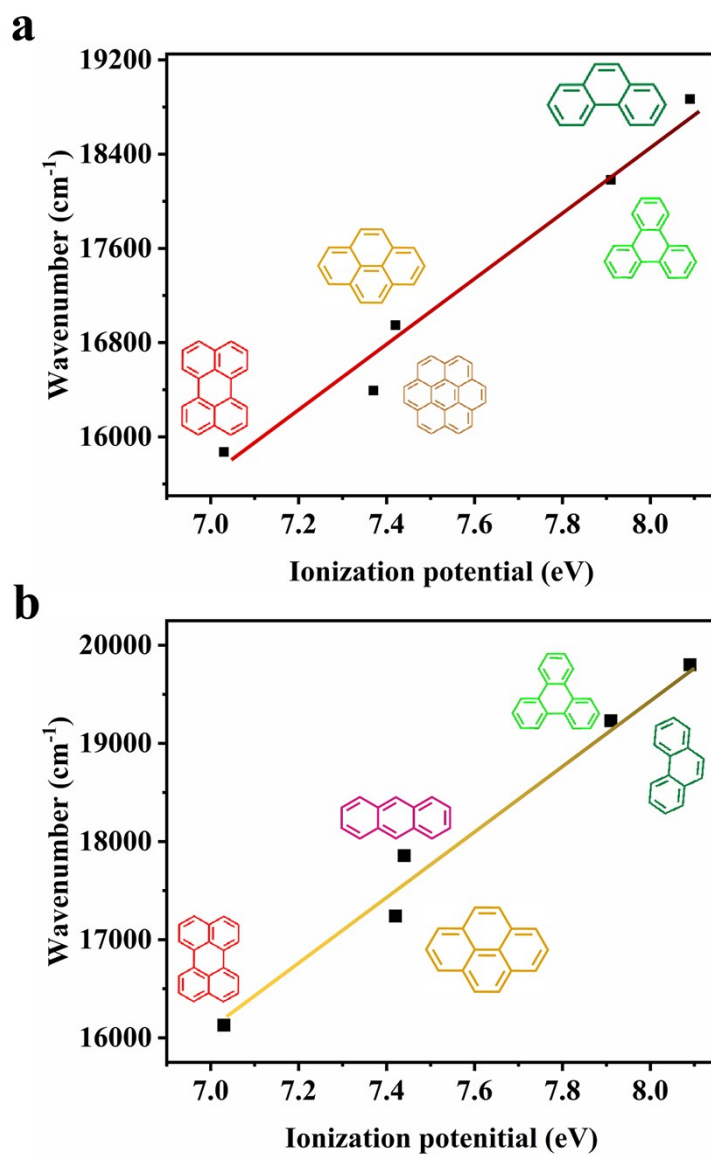 a
Wavenumber (cm-1)
19200
18400
17600
16800
16000
7.0 7.2 7.4 7.6 7.8 8.0
Ionization potential (eV)
b
Wavenumber (cm-1)
20000
19000
18000
17000
16000
7.0 7.2 7.4 7.6 7.8 8.0
Ionization potenitial (eV)